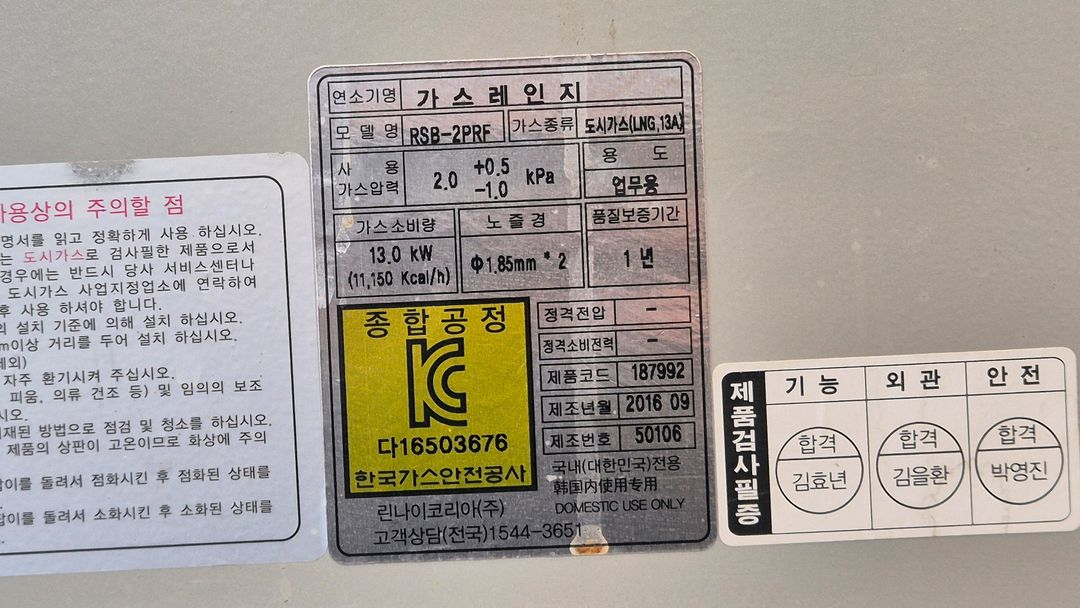 사용상의 주의할 점
명서를 읽고 정확하게 사용 하십시오.
는 도시가스로 검사필한 제품으로서
경우에는 반드시 당사 서비스센터나
도시가스 사업지정업소에 연락하여
후 사용 하셔야 합니다.
의 설치 기준에 의해 설치 하십시오.
m이상 거리를 두어 설치 하십시오.
제외)
자주 환기시켜 주십시오.
피움, 의류 건조 등) 및 임의의 보조
시오.
기재된 방법으로 점검 및 청소를 하십시오.
제품의 상판이 고온이므로 화상에 주의
잡이를 돌려서 점화시킨 후 점화된 상태를
잡이를 돌려서 소화시킨 후 소화된 상태를
연소기명 가스레인지
모델명 RSB-2PRF 가스종류 도시가스(LNG,13A)
사용가스압력 2.0 +0.5 -1.0 kPa
용도
업무용
가스소비량 노즐경 품질보증기간
13.0 kW Φ1.85mm * 2 1년
(11,150 Kcal/h)
종합공정
KC
다16503676
한국가스안전공사
정격전압 -
정격소비전력 -
제품코드 187992
제조년월 2016 09
제조번호 50106
국내(대한민국)전용
韩国内使用专用
DOMESTIC USE ONLY
린나이코리아(주)
고객상담(전국)1544-3651
제품검사필증
기능 외관 안전
합격 합격 합격
김효년 김을환 박영진